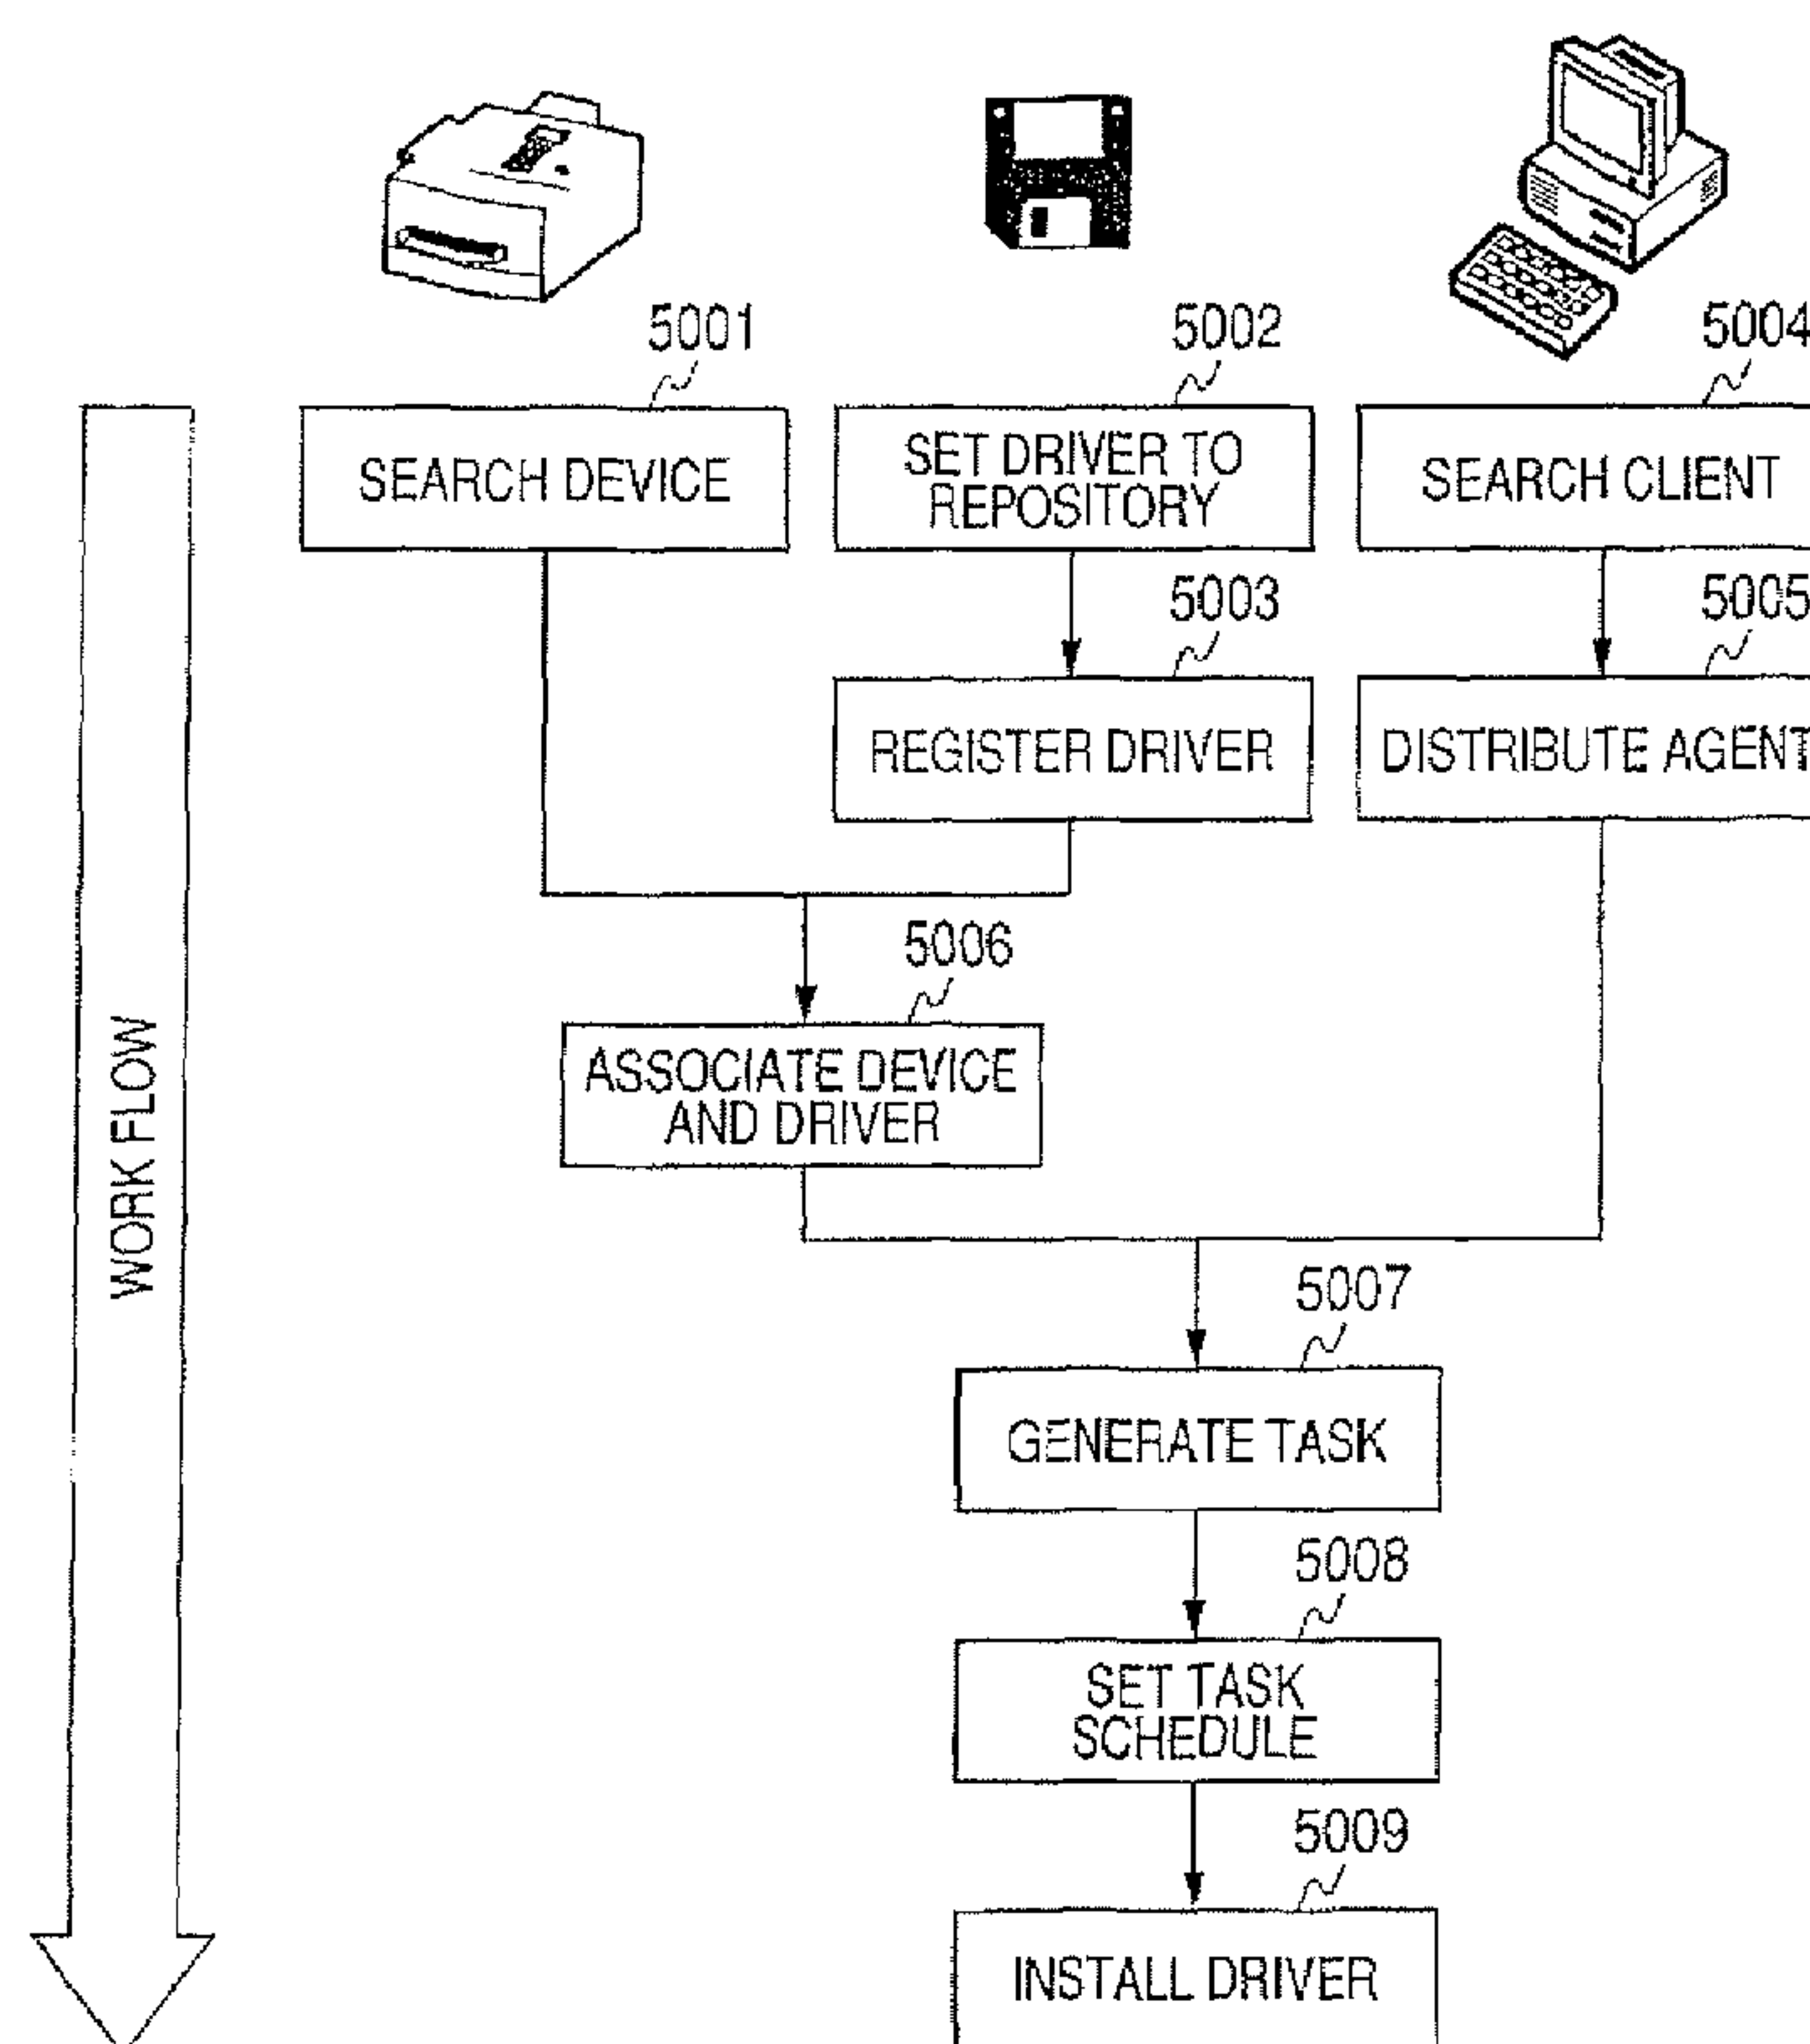 5001
5002
5004
SEARCH DEVICE
SET DRIVER TO
REPOSITORY
SEARCH CLIENT
5003
5005
REGISTER DRIVER
DISTRIBUTE AGENT
5006
ASSOCIATE DEVICE
AND DRIVER
WORK FLOW
5007
GENERATE TASK
5008
SET TASK
SCHEDULE
5009
INSTALL DRIVER